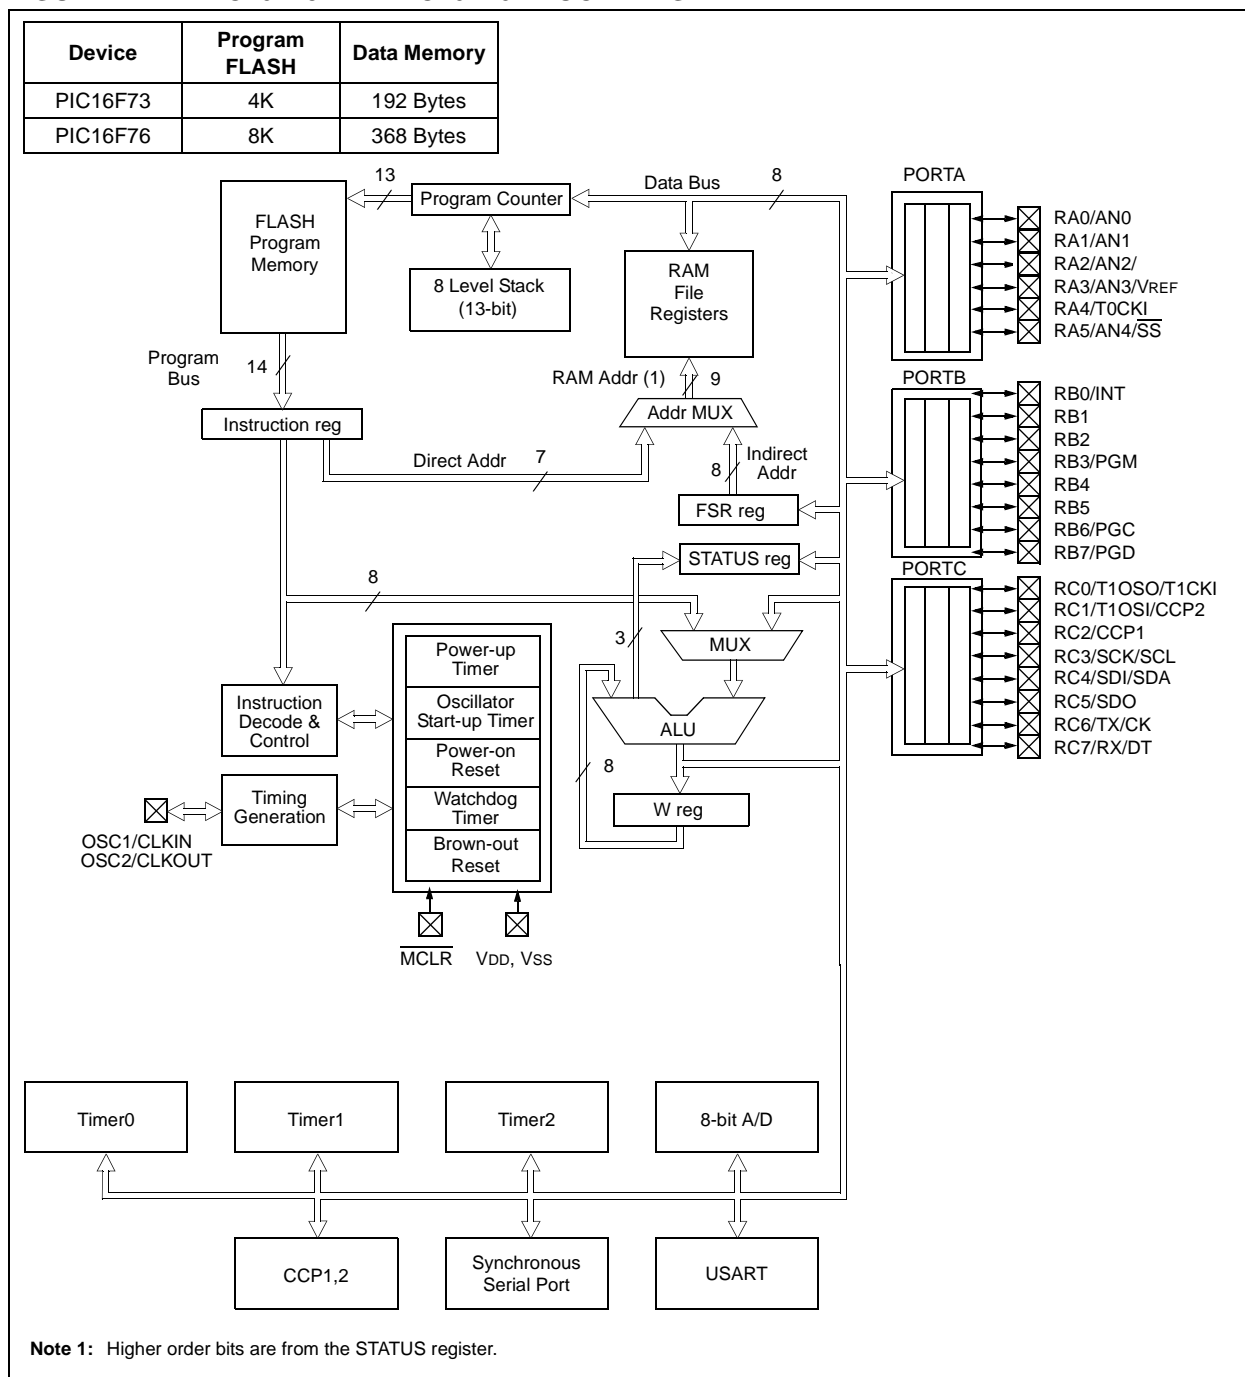 Device Program FLASH Data Memory
PIC16F73 4K 192 Bytes
PIC16F76 8K 368 Bytes
FLASH
Program
Memory
13
Program Counter
Data Bus
8
8 Level Stack
(13-bit)
RAM
File
Registers
Program
Bus
14
RAM Addr (1)
9
Addr MUX
Instruction reg
Direct Addr
7
8
Indirect
Addr
FSR reg
STATUS reg
8
3
MUX
Power-up
Timer
Oscillator
Start-up Timer
Power-on
Reset
Watchdog
Timer
Brown-out
Reset
Instruction
Decode &
Control
Timing
Generation
OSC1/CLKIN
OSC2/CLKOUT
ALU
8
W reg
MCLR
VDD, VSS
PORTA
RA0/AN0
RA1/AN1
RA2/AN2/
RA3/AN3/VREF
RA4/T0CKI
RA5/AN4/SS
PORTB
RB0/INT
RB1
RB2
RB3/PGM
RB4
RB5
RB6/PGC
RB7/PGD
PORTC
RC0/T1OSO/T1CKI
RC1/T1OSI/CCP2
RC2/CCP1
RC3/SCK/SCL
RC4/SDI/SDA
RC5/SDO
RC6/TX/CK
RC7/RX/DT
Timer0
Timer1
Timer2
8-bit A/D
CCP1,2
Synchronous
Serial Port
USART
Note 1: Higher order bits are from the STATUS register.